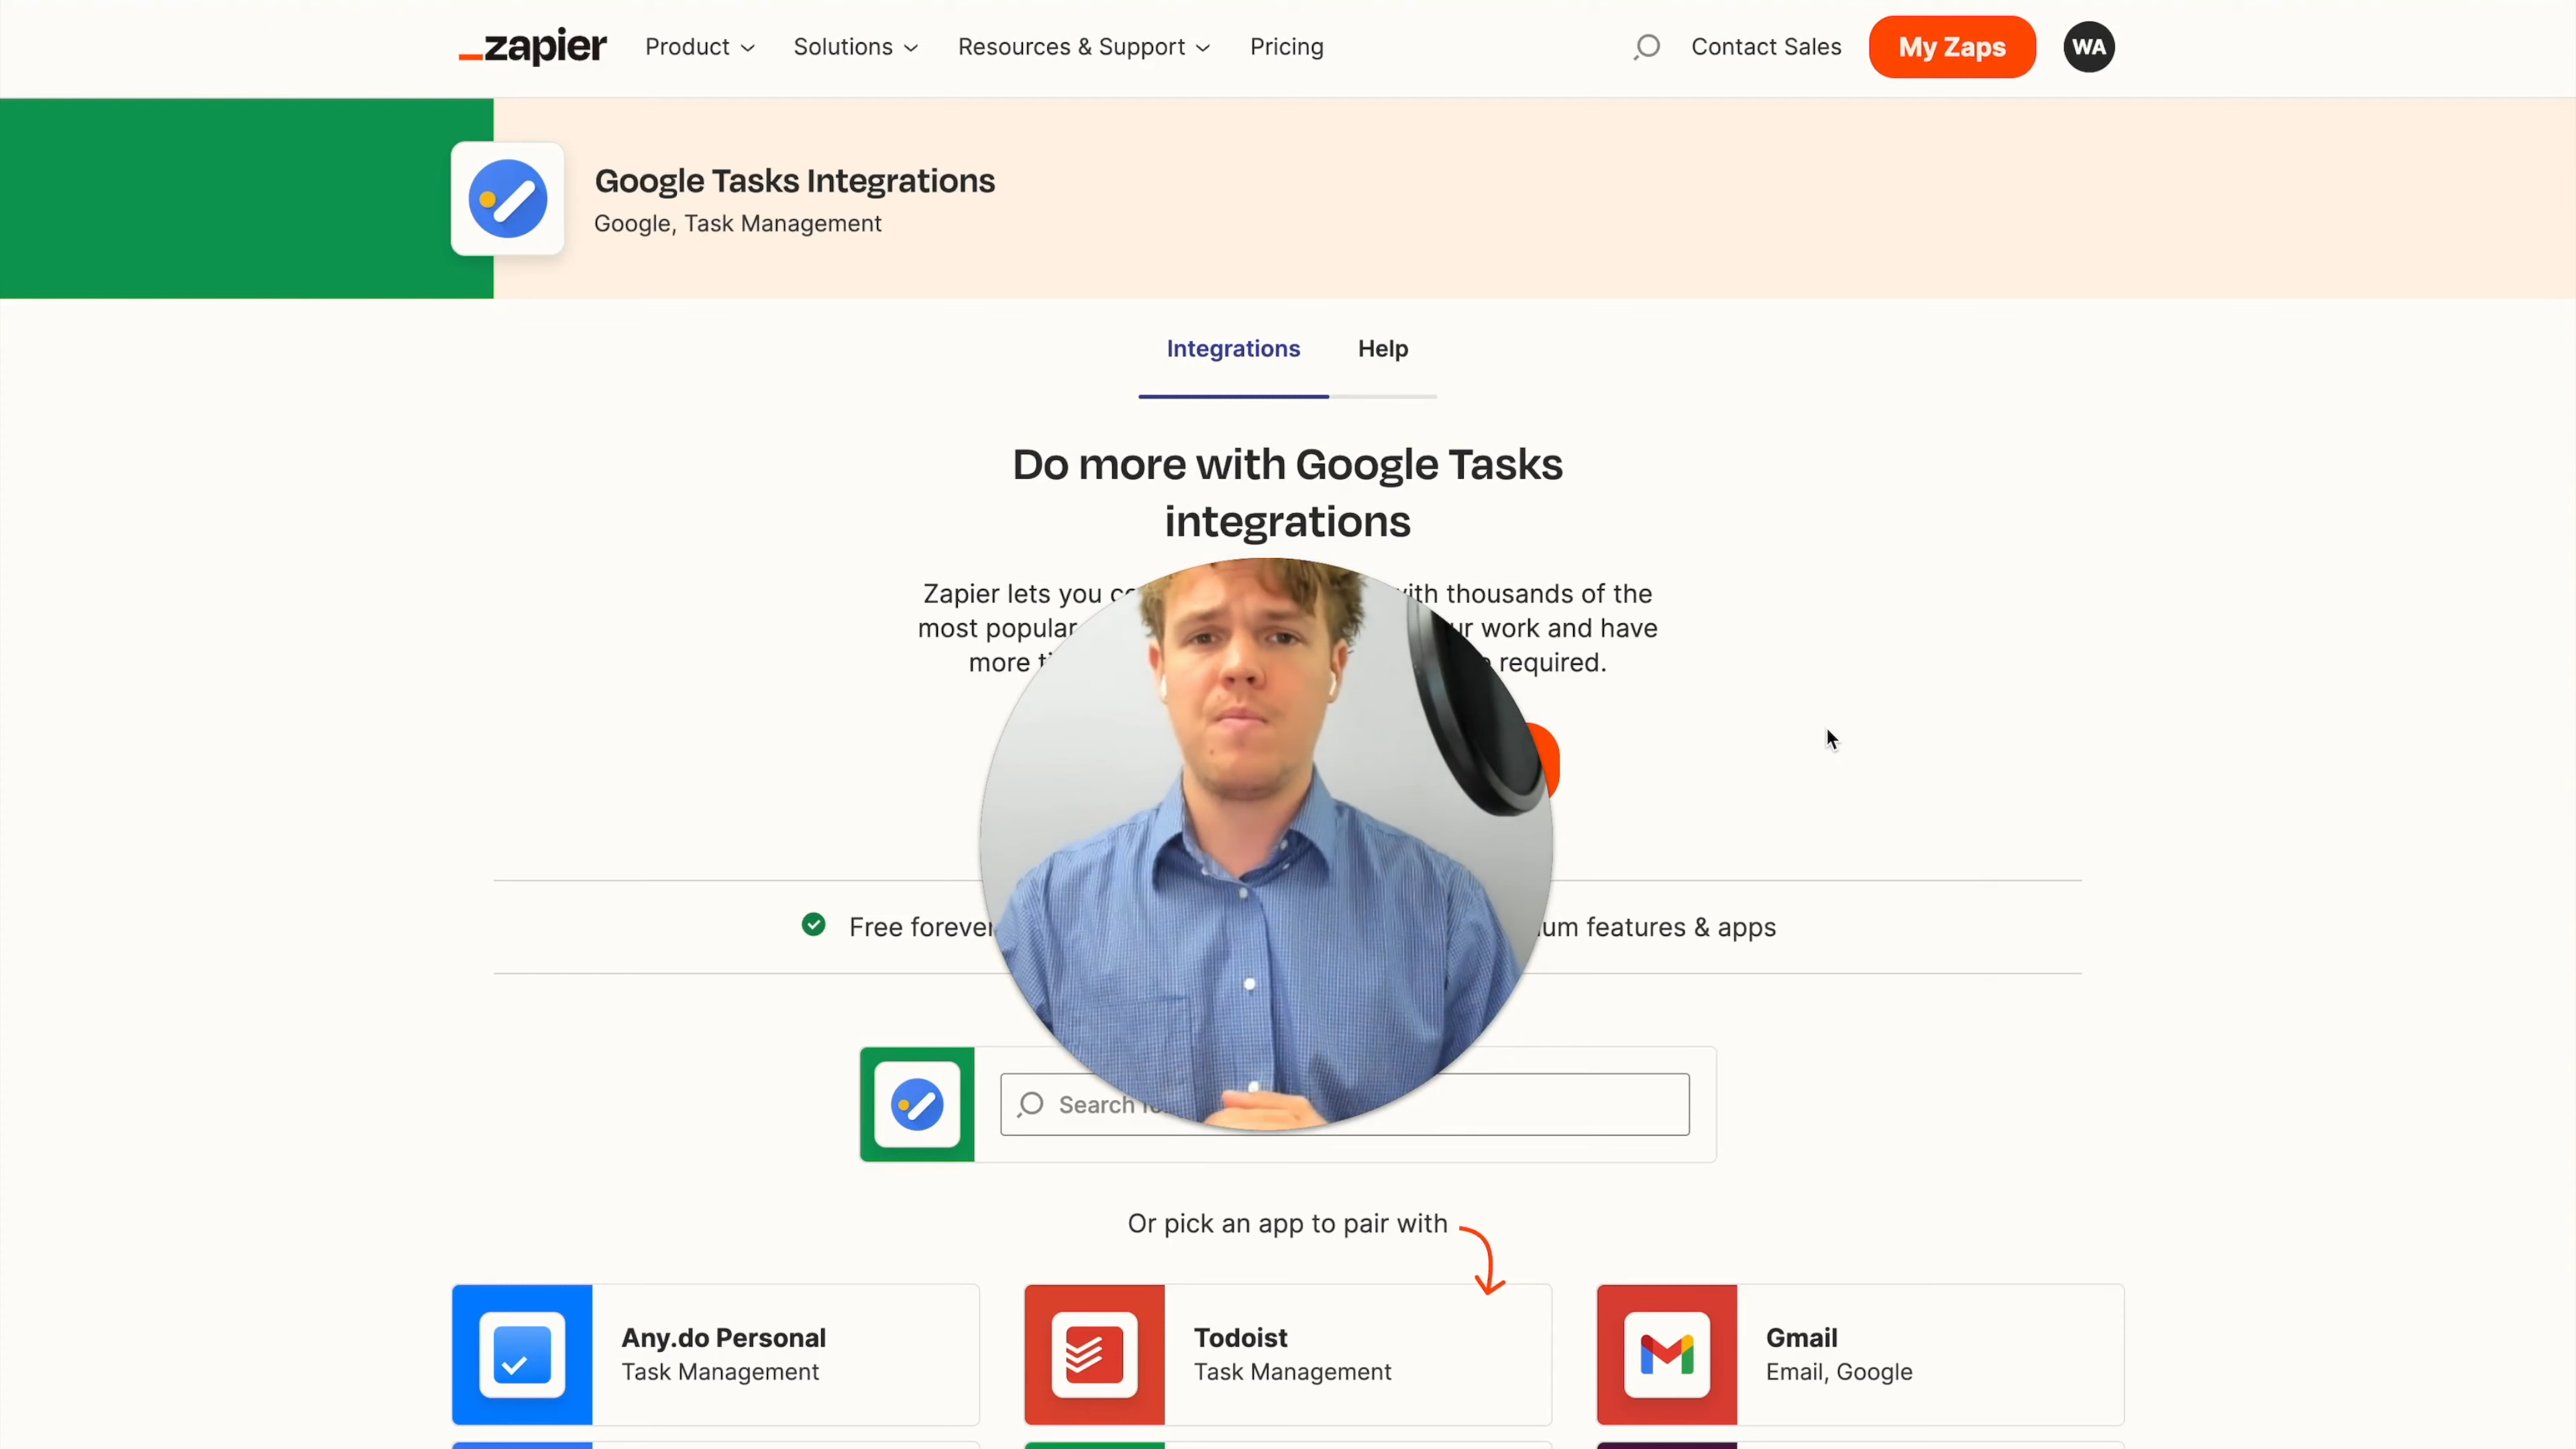 zapier
Product
Solutions
Resources & Support
Pricing
Contact Sales
My Zaps
WA
Google Tasks Integrations
Google, Task Management
Integrations
Help
Do more with Google Tasks
integrations
Zapier lets you with thousands of the
most popular work and have
more required.
Free forever features & apps
Search
Or pick an app to pair with
Any.do Personal
Task Management
Todoist
Task Management
Gmail
Email, Google